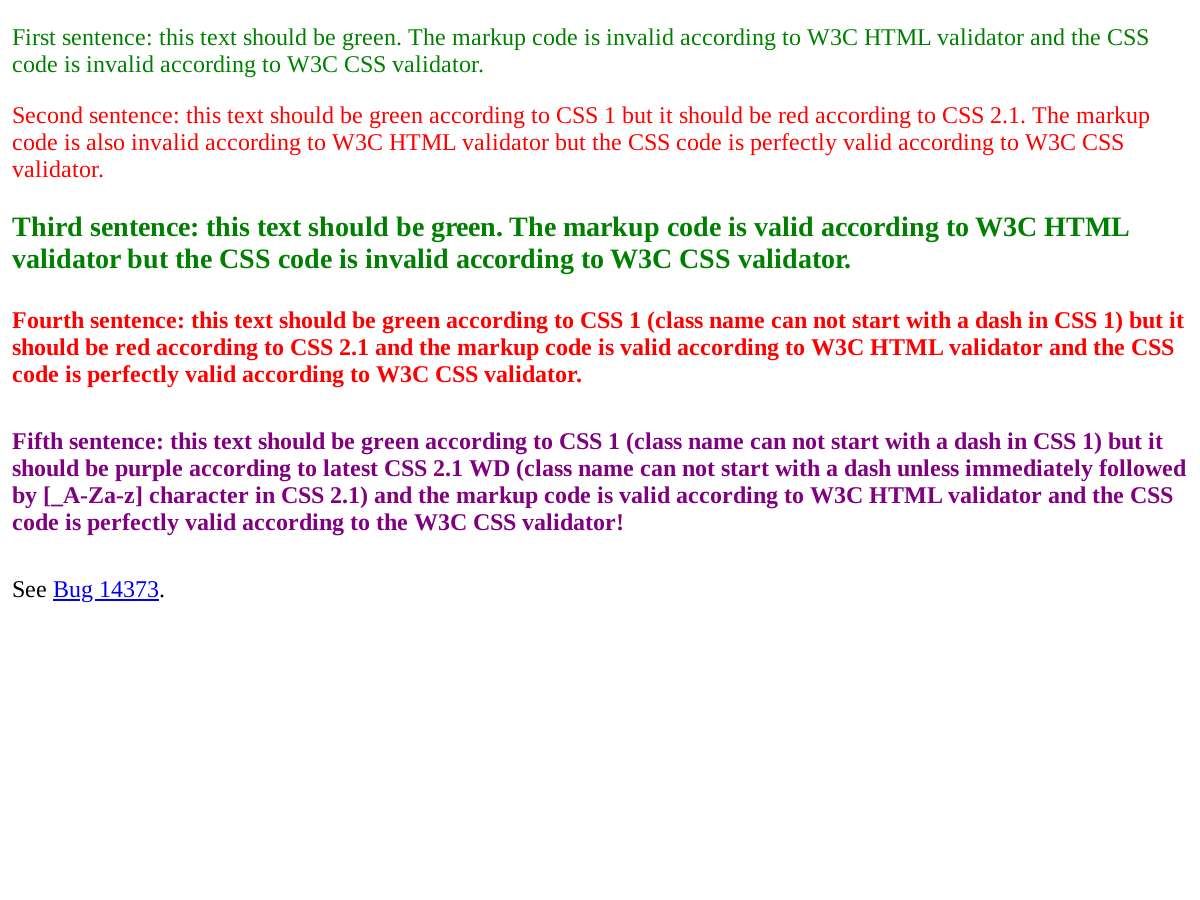 First sentence: this text should be green. The markup code is invalid according to W3C HTML validator and the CSS
code is invalid according to W3C CSS validator.
Second sentence: this text should be green according to CSS 1 but it should be red according to CSS 2.1. The markup
code is also invalid according to W3C HTML validator but the CSS code is perfectly valid according to W3C CSS
validator.
Third sentence: this text should be green. The markup code is valid according to W3C HTML
validator but the CSS code is invalid according to W3C CSS validator.
Fourth sentence: this text should be green according to CSS 1 (class name can not start with a dash in CSS 1) but it
should be red according to CSS 2.1 and the markup code is valid according to W3C HTML validator and the CSS
code is perfectly valid according to W3C CSS validator.
Fifth sentence: this text should be green according to CSS 1 (class name can not start with a dash in CSS 1) but it
should be purple according to latest CSS 2.1 WD (class name can not start with a dash unless immediately followed
by [_A-Za-z] character in CSS 2.1) and the markup code is valid according to W3C HTML validator and the CSS
code is perfectly valid according to the W3C CSS validator!
See Bug 14373.